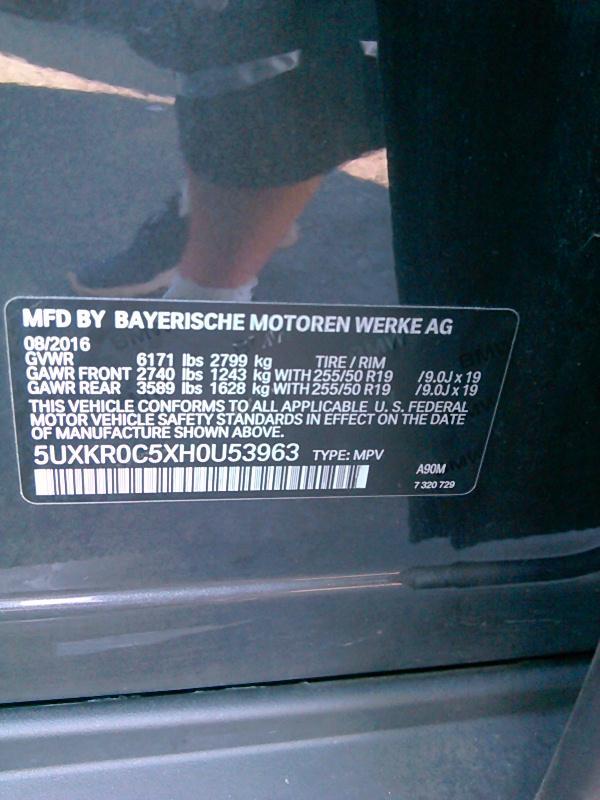 MFD BY BAYERISCHE MOTOREN WERKE AG
08/2016
GVWR 6171 lbs 2799 kg TIRE / RIM
GAWR FRONT 2740 lbs 1243 kg WITH 255/50 R19 /9.0J x 19
GAWR REAR 3589 lbs 1628 kg WITH 255/50 R19 /9.0J x 19
THIS VEHICLE CONFORMS TO ALL APPLICABLE U. S. FEDERAL
MOTOR VEHICLE SAFETY STANDARDS IN EFFECT ON THE DATE
OF MANUFACTURE SHOWN ABOVE.
5UXKR0C5XH0U53963 TYPE: MPV
A90M
7 320 729